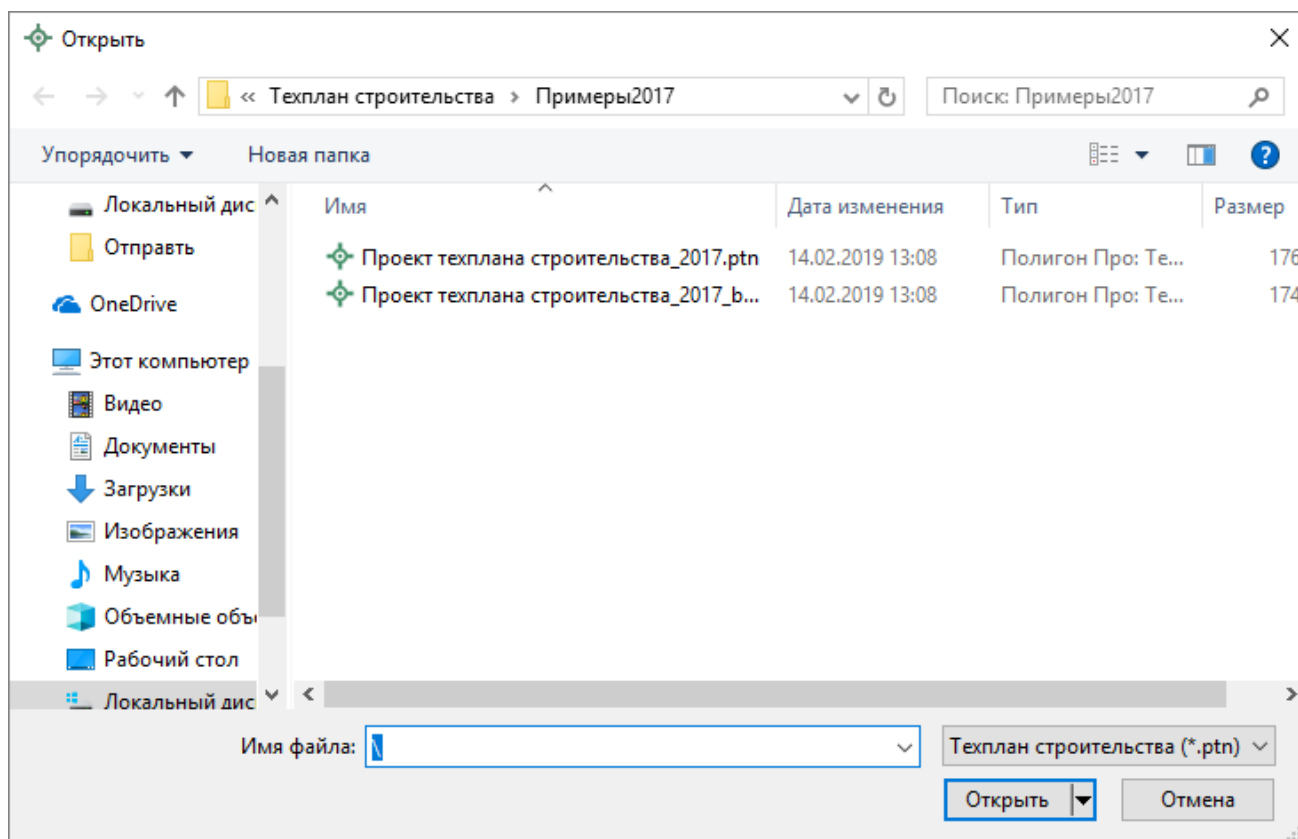 Открыть
« Техплан строительства › Примеры2017
Поиск: Примеры2017
Упорядочить
Новая папка
?
Имя
Дата изменения
Тип
Размер
Проект техплана строительства_2017.ptn 14.02.2019 13:08 Полигон Про: Те... 176
Проект техплана строительства_2017_b... 14.02.2019 13:08 Полигон Про: Те... 174
Локальный дис
Отправть
OneDrive
Этот компьютер
Видео
Документы
Загрузки
Изображения
Музыка
Объемные объ
Рабочий стол
Локальный дис
Имя файла: \
Техплан строительства (*.ptn)
Открыть
Отмена